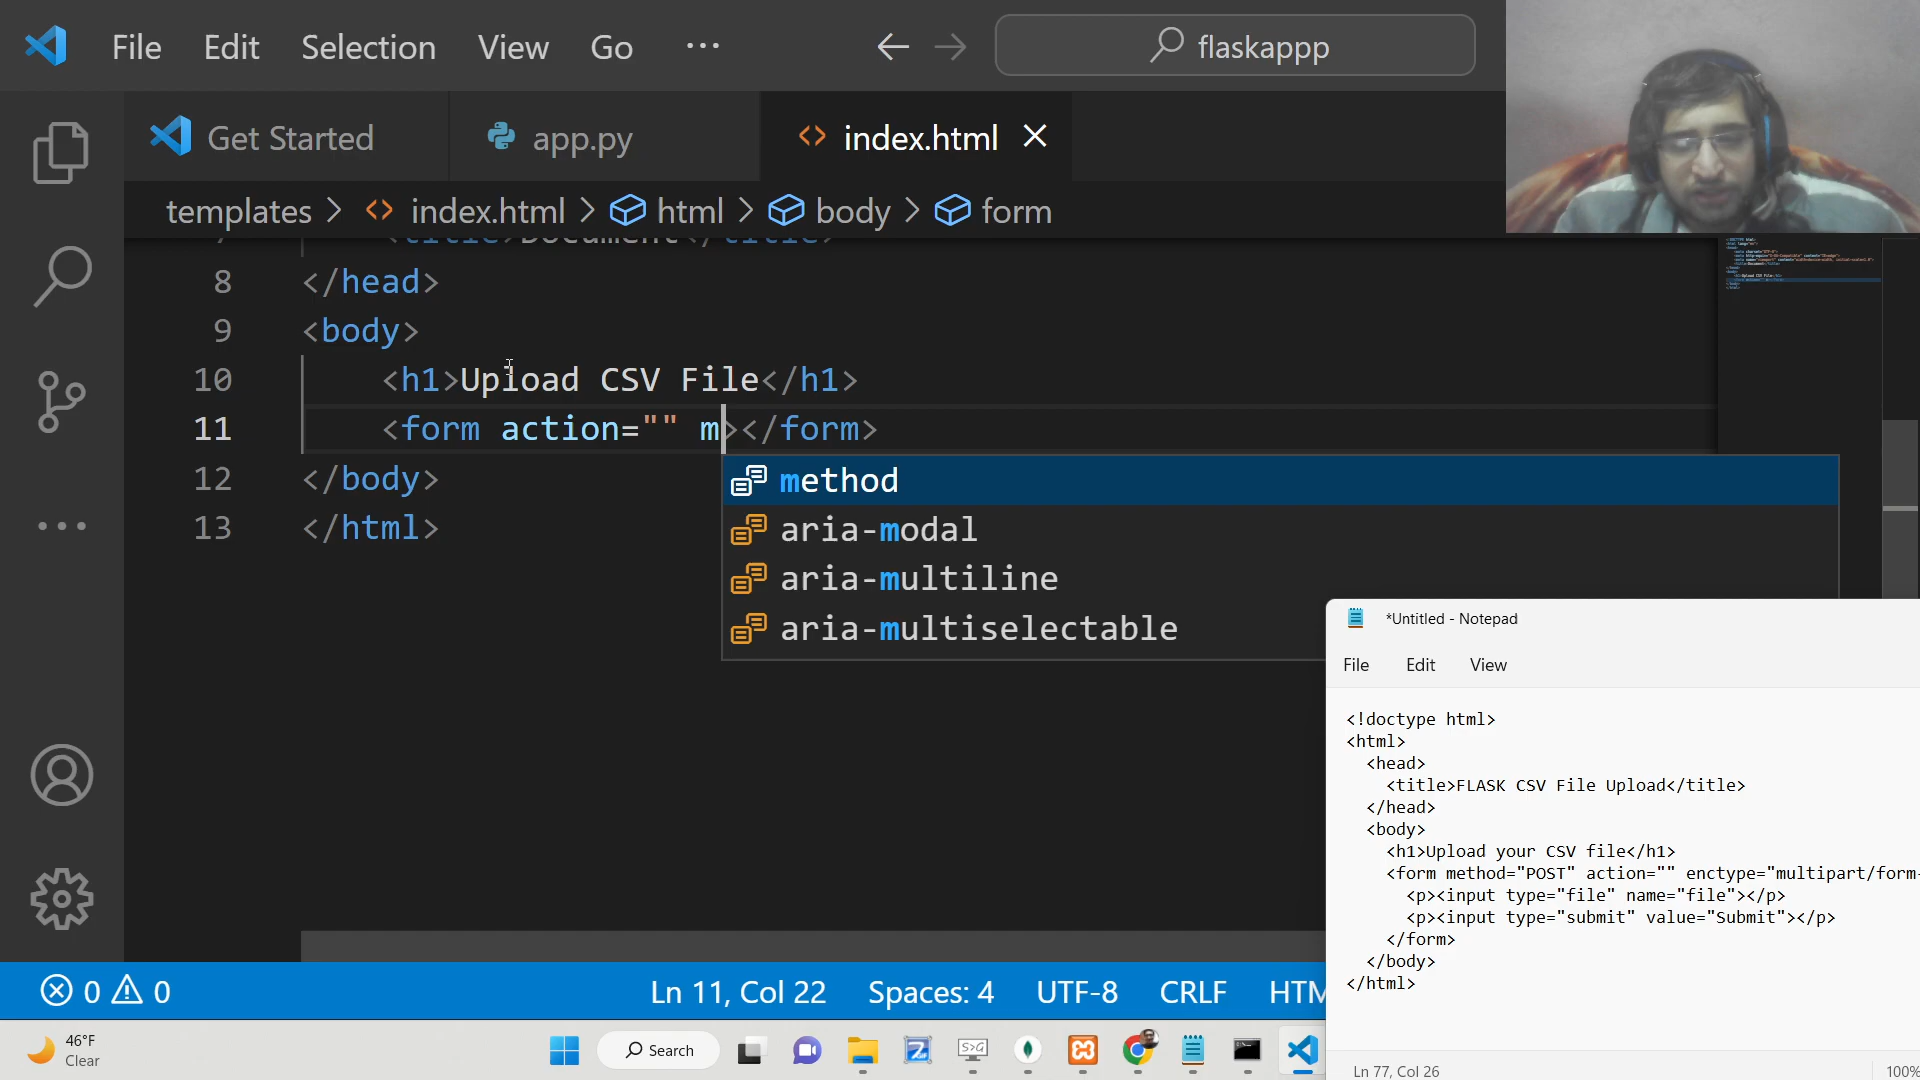 File Edit Selection View Go ...
flaskappp
Get Started
app.py
index.html
templates > index.html > html > body > form
<title>Document</title>
8 </head>
9 <body>
10 <h1>Upload CSV File</h1>
11 <form action="" m></form>
12 </body>
13 </html>
method
aria-modal
aria-multiline
aria-multiselectable
*Untitled - Notepad
File Edit View
<!doctype html>
<html>
<head>
<title>FLASK CSV File Upload</title>
</head>
<body>
<h1>Upload your CSV file</h1>
<form method="POST" action="" enctype="multipart/form-
<p><input type="file" name="file"></p>
<p><input type="submit" value="Submit"></p>
</form>
</body>
</html>
Ln 77, Col 26
100%
0 0 Ln 11, Col 22 Spaces: 4 UTF-8 CRLF HTM
46°F
Clear
Search